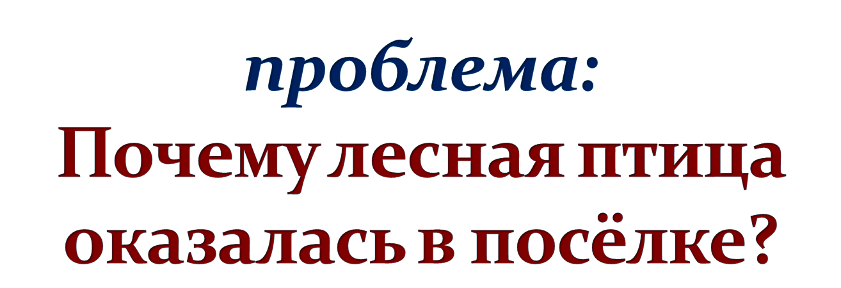 проблема:
Почему лесная птица
оказалась в посёлке?